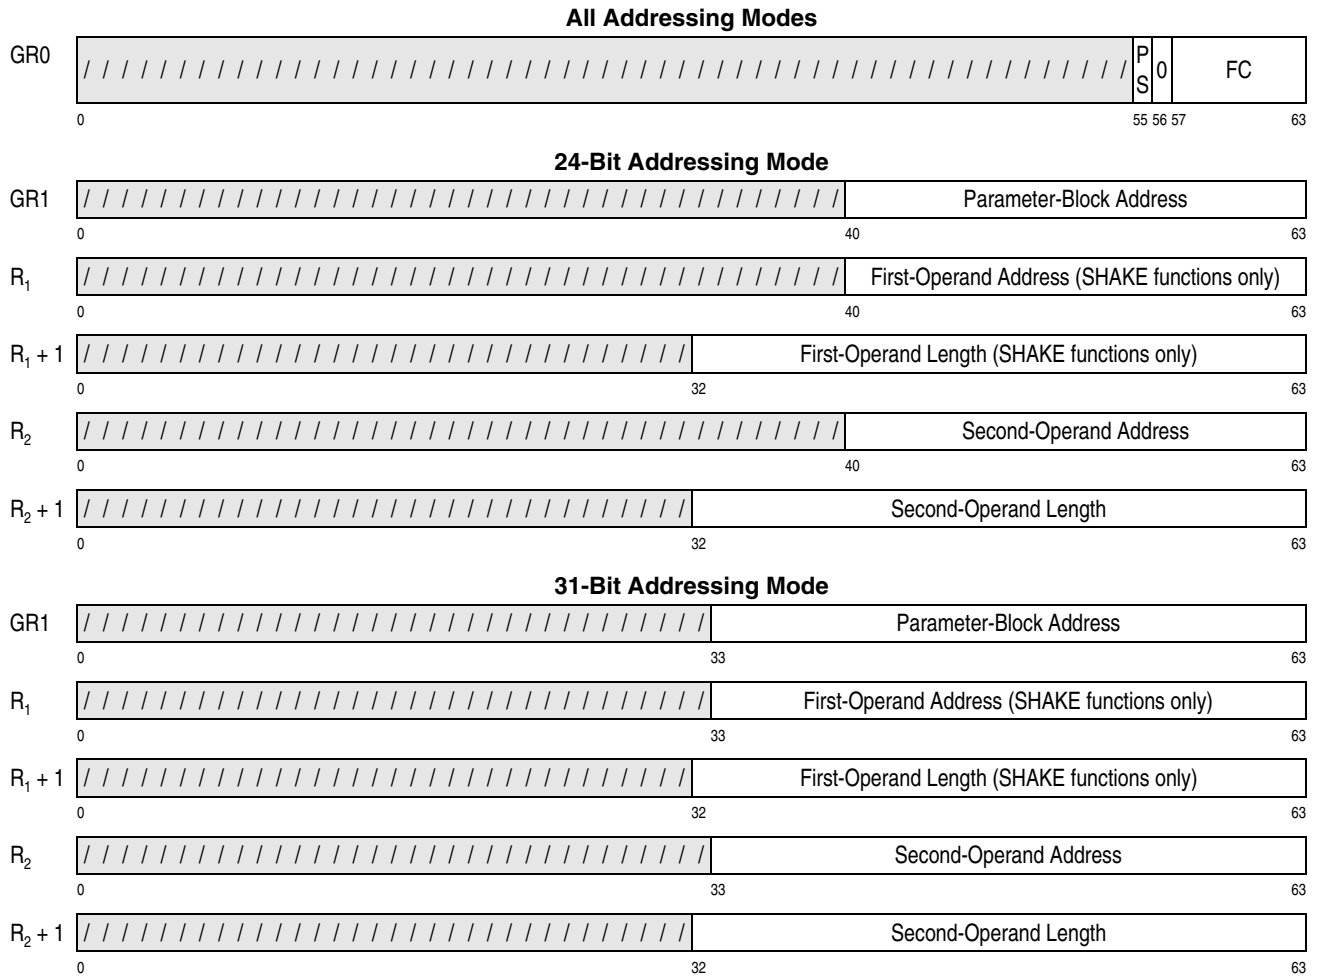 All Addressing Modes
GR0 / / / / / / / / / / / / / / / / / / / / / / / / / / / / / / / / / / / / / / / / / / / / / / / / / / / / / / / PS 0 FC
0 55 56 57 63
24-Bit Addressing Mode
GR1 / / / / / / / / / / / / / / / / / / / / / / / / / / / / / / / / / / / / / / / / Parameter-Block Address
0 40 63
R1 / / / / / / / / / / / / / / / / / / / / / / / / / / / / / / / / / / / / / / / / First-Operand Address (SHAKE functions only)
0 40 63
R1 + 1 / / / / / / / / / / / / / / / / / / / / / / / / / / / / / / / / First-Operand Length (SHAKE functions only)
0 32 63
R2 / / / / / / / / / / / / / / / / / / / / / / / / / / / / / / / / / / / / / / / / Second-Operand Address
0 40 63
R2 + 1 / / / / / / / / / / / / / / / / / / / / / / / / / / / / / / / / Second-Operand Length
0 32 63
31-Bit Addressing Mode
GR1 / / / / / / / / / / / / / / / / / / / / / / / / / / / / / / / / / Parameter-Block Address
0 33 63
R1 / / / / / / / / / / / / / / / / / / / / / / / / / / / / / / / / / First-Operand Address (SHAKE functions only)
0 33 63
R1 + 1 / / / / / / / / / / / / / / / / / / / / / / / / / / / / / / / / First-Operand Length (SHAKE functions only)
0 32 63
R2 / / / / / / / / / / / / / / / / / / / / / / / / / / / / / / / / / Second-Operand Address
0 33 63
R2 + 1 / / / / / / / / / / / / / / / / / / / / / / / / / / / / / / / / Second-Operand Length
0 32 63